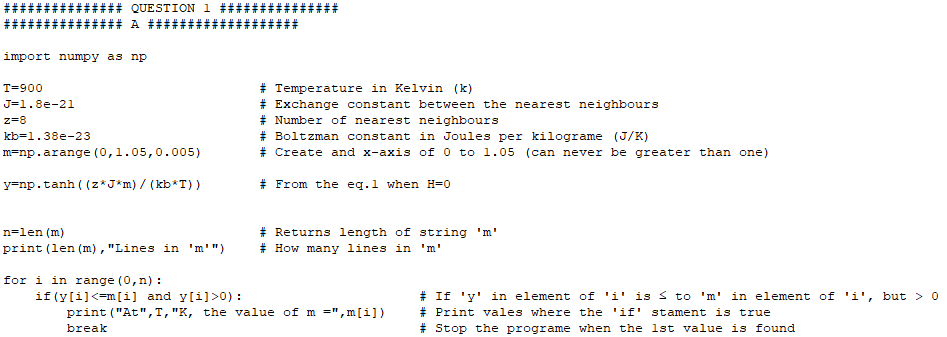 ############### QUESTION 1 ###############
############### A ###################
import numpy as np
T=900 # Temperature in Kelvin (k)
J=1.8e-21 # Exchange constant between the nearest neighbours
z=8 # Number of nearest neighbours
kb=1.38e-23 # Boltzman constant in Joules per kilograme (J/K)
m=np.arange(0,1.05,0.005) # Create and x-axis of 0 to 1.05 (can never be greater than one)
y=np.tanh((z*J*m)/(kb*T)) # From the eq.1 when H=0
n=len(m) # Returns length of string 'm'
print(len(m),"Lines in 'm'") # How many lines in 'm'
for i in range(0,n):
if(y[i]<=m[i] and y[i]>0): # If 'y' in element of 'i' is ≤ to 'm' in element of 'i', but > 0
print("At",T,"K, the value of m =",m[i]) # Print vales where the 'if' stament is true
break # Stop the programe when the 1st value is found